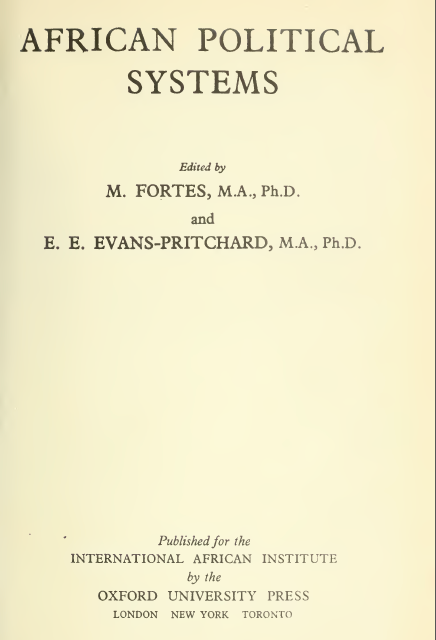 AFRICAN POLITICAL
SYSTEMS
Edited by
M. FORTES, M.A., Ph.D.
and
E. E. EVANS-PRITCHARD, M.A., Ph.D.
Published for the
INTERNATIONAL AFRICAN INSTITUTE
by the
OXFORD UNIVERSITY PRESS
LONDON NEW YORK TORONTO